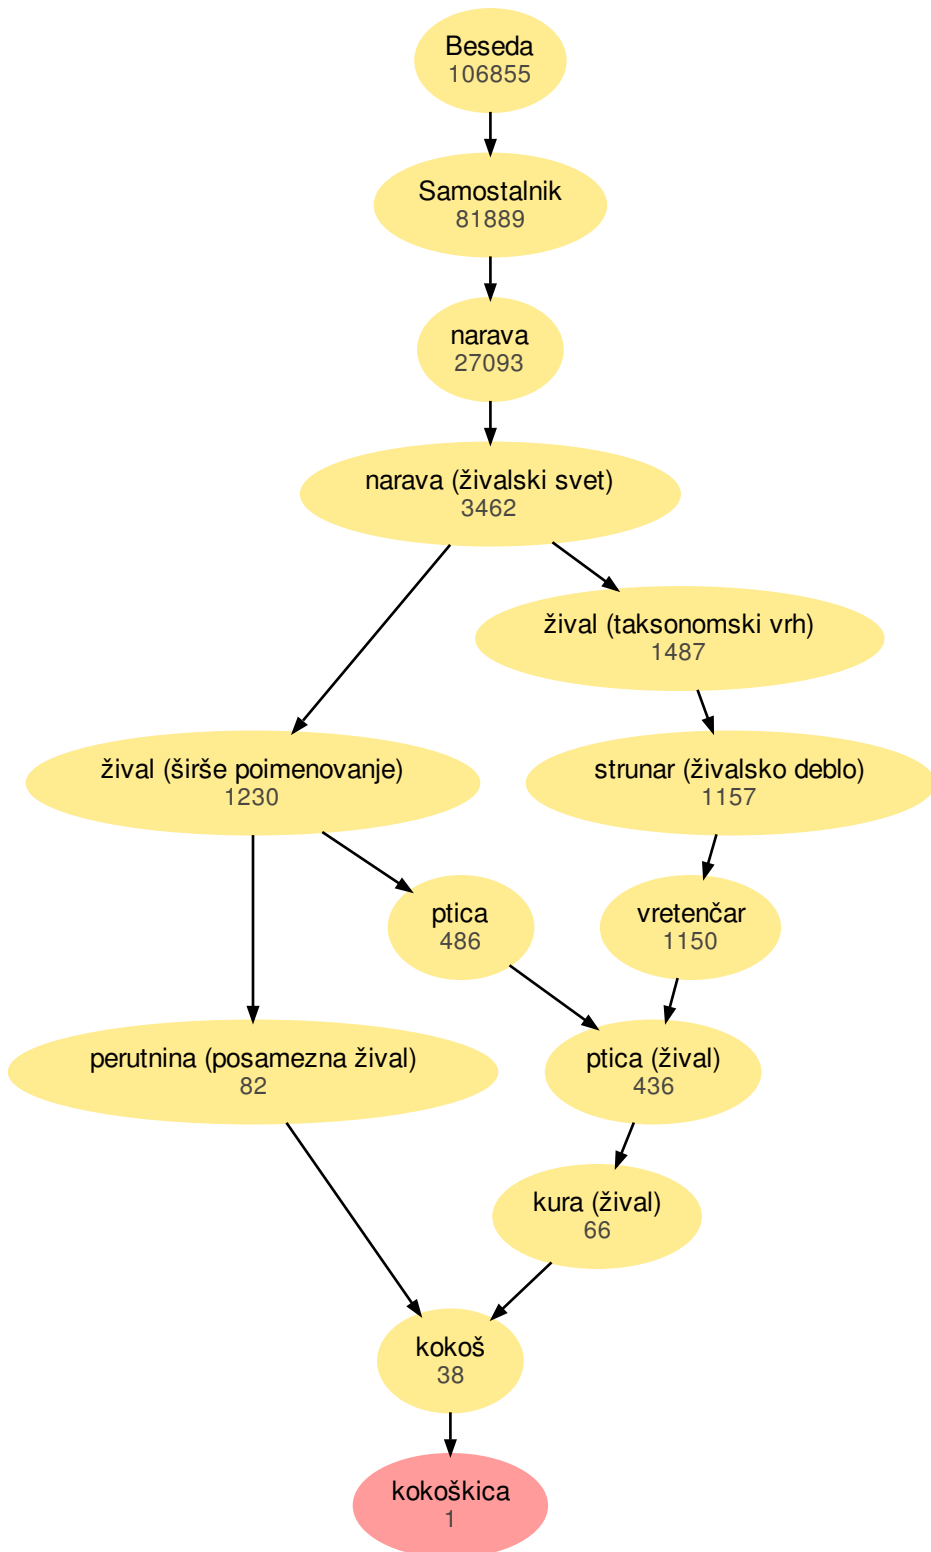 Beseda
106855
Samostalnik
81889
narava
27093
narava (živalski svet)
3462
žival (taksonomski vrh)
1487
žival (širše poimenovanje)
1230
strunar (živalsko deblo)
1157
ptica
486
vretenčar
1150
perutnina (posamezna žival)
82
ptica (žival)
436
kura (žival)
66
kokoš
38
kokoškica
1